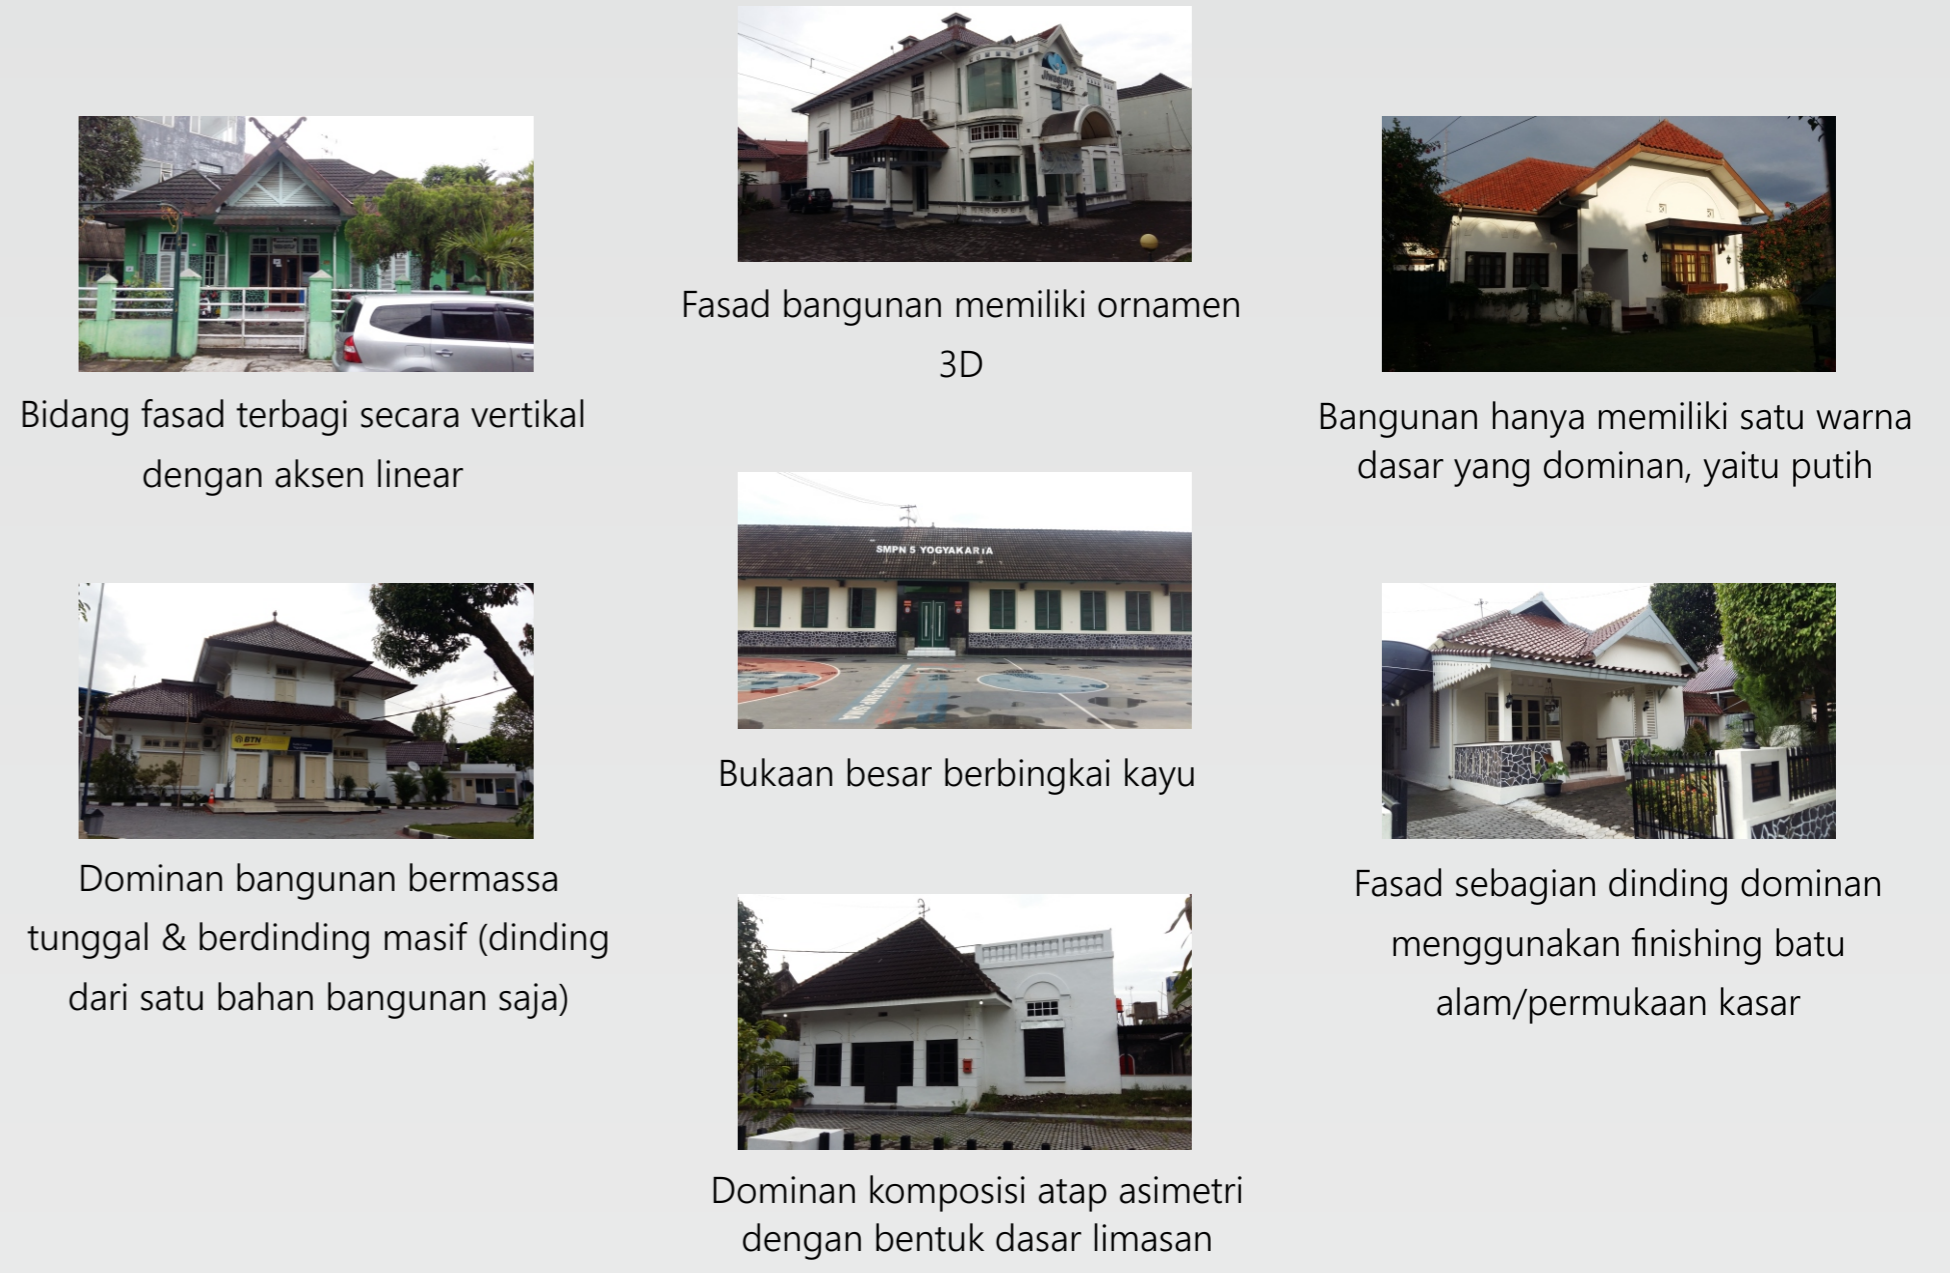 Jiwasraya
Fasad bangunan memiliki ornamen
3D
Bidang fasad terbagi secara vertikal
dengan aksen linear
Bangunan hanya memiliki satu warna
dasar yang dominan, yaitu putih
SMPN 5 YOGYAKARTA
Bukaan besar berbingkai kayu
BTN
Dominan bangunan bermassa
tunggal & berdinding masif (dinding
dari satu bahan bangunan saja)
Fasad sebagian dinding dominan
menggunakan finishing batu
alam/permukaan kasar
Dominan komposisi atap asimetri
dengan bentuk dasar limasan